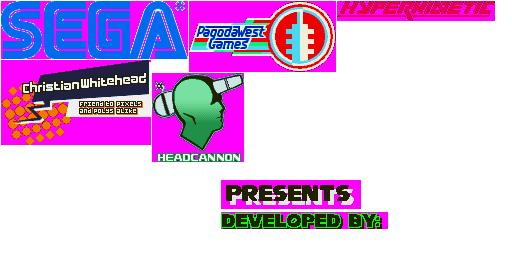 SEGA
PagodaWest
Games
HYPERKINETIC
Christian Whitehead
FRIEND TO PIXELS
AND POLYS ALIKE
HEADCANNON
PRESENTS
DEVELOPED BY: